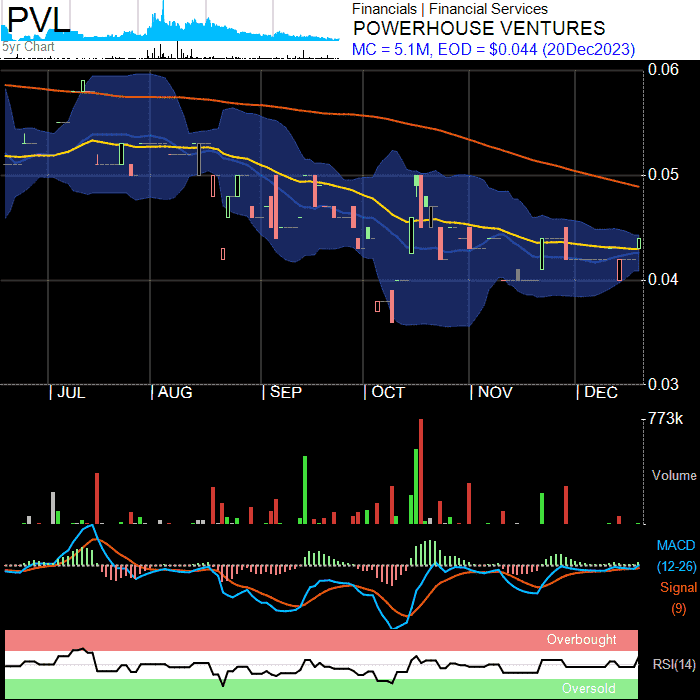 PVL
5yr Chart
Financials | Financial Services
POWERHOUSE VENTURES
MC = 5.1M, EOD = $0.044 (20Dec2023)
0.06
0.05
0.04
0.03
| JUL | AUG | SEP | OCT | NOV | DEC
773k
Volume
MACD
(12-26)
Signal
(9)
Overbought
RSI(14)
Oversold